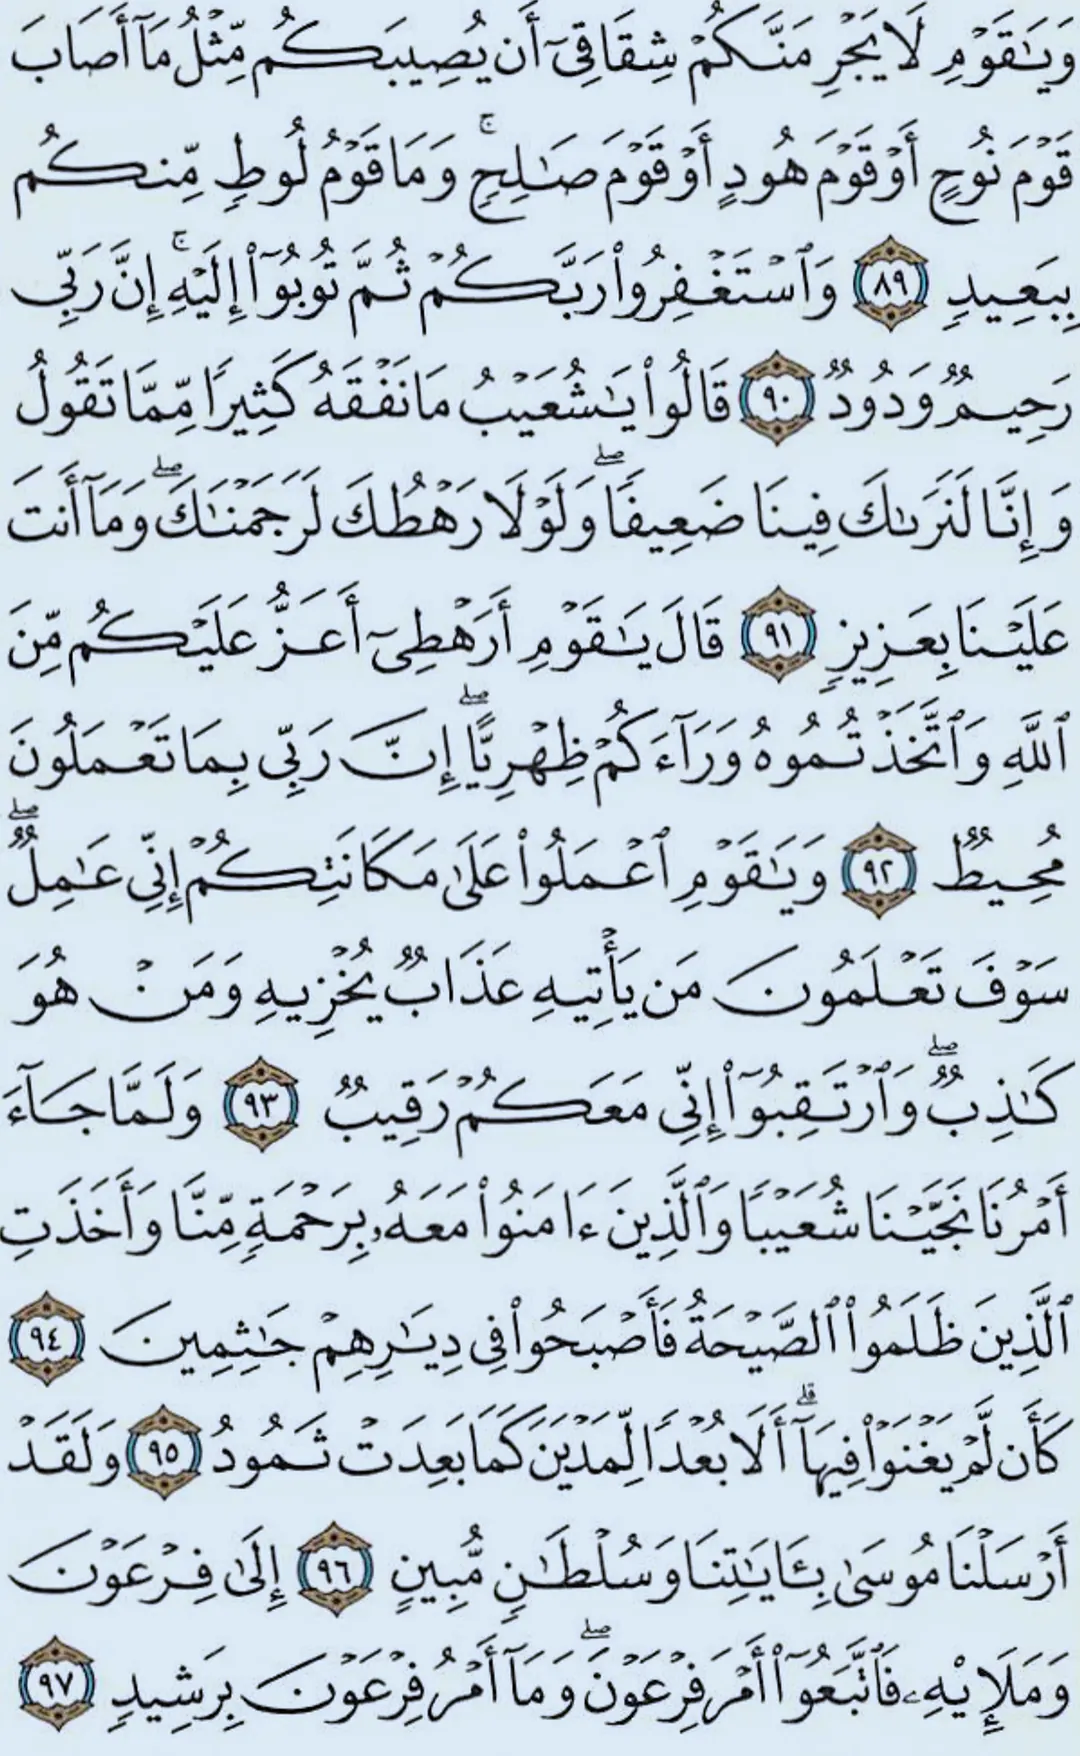 وَيَٰقَوْمِ لَا يَجْرِمَنَّكُمْ شِقَاقِىٓ أَن يُصِيبَكُم مِّثْلُ مَآ أَصَابَ
قَوْمَ نُوحٍ أَوْ قَوْمَ هُودٍ أَوْ قَوْمَ صَٰلِحٍۚ وَمَا قَوْمُ لُوطٍ مِّنكُم
بِبَعِيدٍ ٨٩ وَٱسْتَغْفِرُوا۟ رَبَّكُمْ ثُمَّ تُوبُوٓا۟ إِلَيْهِۚ إِنَّ رَبِّى
رَحِيمٌ وَدُودٌ ٩٠ قَالُوا۟ يَٰشُعَيْبُ مَا نَفْقَهُ كَثِيرًا مِّمَّا تَقُولُ
وَإِنَّا لَنَرَىٰكَ فِينَا ضَعِيفًاۖ وَلَوْلَا رَهْطُكَ لَرَجَمْنَٰكَۖ وَمَآ أَنتَ
عَلَيْنَا بِعَزِيزٍ ٩١ قَالَ يَٰقَوْمِ أَرَهْطِىٓ أَعَزُّ عَلَيْكُم مِّنَ
ٱللَّهِ وَٱتَّخَذْتُمُوهُ وَرَآءَكُمْ ظِهْرِيًّاۖ إِنَّ رَبِّى بِمَا تَعْمَلُونَ
مُحِيطٌ ٩٢ وَيَٰقَوْمِ ٱعْمَلُوا۟ عَلَىٰ مَكَانَتِكُمْ إِنِّى عَٰمِلٌۖ
سَوْفَ تَعْلَمُونَ مَن يَأْتِيهِ عَذَابٌ يُخْزِيهِ وَمَنْ هُوَ
كَٰذِبٌۖ وَٱرْتَقِبُوٓا۟ إِنِّى مَعَكُمْ رَقِيبٌ ٩٣ وَلَمَّا جَآءَ
أَمْرُنَا نَجَّيْنَا شُعَيْبًا وَٱلَّذِينَ ءَامَنُوا۟ مَعَهُۥ بِرَحْمَةٍ مِّنَّا وَأَخَذَتِ
ٱلَّذِينَ ظَلَمُوا۟ ٱلصَّيْحَةُ فَأَصْبَحُوا۟ فِى دِيَٰرِهِمْ جَٰثِمِينَ ٩٤
كَأَن لَّمْ يَغْنَوْا۟ فِيهَآۗ أَلَا بُعْدًا لِّمَدْيَنَ كَمَا بَعِدَتْ ثَمُودُ ٩٥ وَلَقَدْ
أَرْسَلْنَا مُوسَىٰ بِـَٔايَٰتِنَا وَسُلْطَٰنٍ مُّبِينٍ ٩٦ إِلَىٰ فِرْعَوْنَ
وَمَلَإِي۟هِۦ فَٱتَّبَعُوٓا۟ أَمْرَ فِرْعَوْنَۖ وَمَآ أَمْرُ فِرْعَوْنَ بِرَشِيدٍ ٩٧